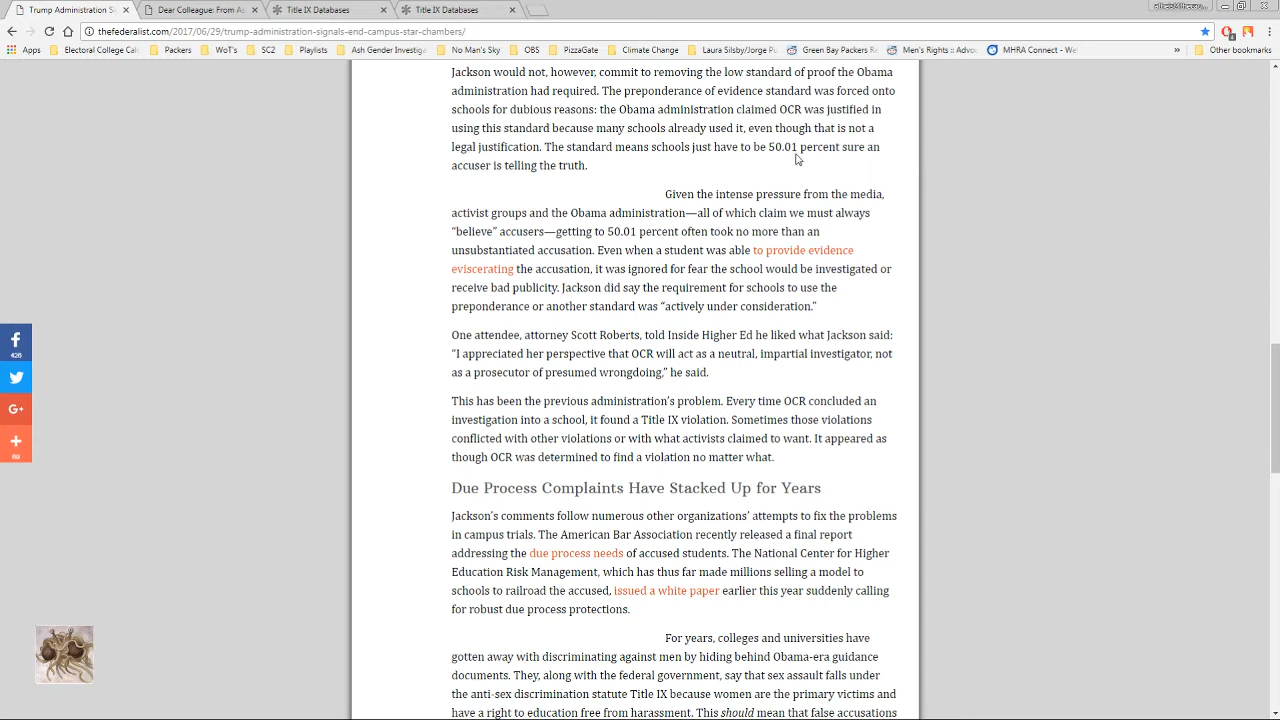 Trump Administration Si
Dear Colleague: From As
Title IX Databases
Title IX Databases
thefederalist.com/2017/06/29/trump-administration-signals-end-campus-star-chambers/
Apps
Electoral College Cal
Packers
WoT's
SC2
Playlists
Ash Gender Investiga
No Man's Sky
OBS
PizzaGate
Climate Change
Laura Silsby/Jorge Pu
Green Bay Packers Ra
Men's Rights :: Advoc
MHRA Connect - We
»
Other bookmarks
Jackson would not, however, commit to removing the low standard of proof the Obama
administration had required. The preponderance of evidence standard was forced onto
schools for dubious reasons: the Obama administration claimed OCR was justified in
using this standard because many schools already used it, even though that is not a
legal justification. The standard means schools just have to be 50.01 percent sure an
accuser is telling the truth.
Given the intense pressure from the media,
activist groups and the Obama administration—all of which claim we must always
“believe” accusers—getting to 50.01 percent often took no more than an
unsubstantiated accusation. Even when a student was able to provide evidence
eviscerating the accusation, it was ignored for fear the school would be investigated or
receive bad publicity. Jackson did say the requirement for schools to use the
preponderance or another standard was “actively under consideration.”
One attendee, attorney Scott Roberts, told Inside Higher Ed he liked what Jackson said:
“I appreciated her perspective that OCR will act as a neutral, impartial investigator, not
as a prosecutor of presumed wrongdoing,” he said.
This has been the previous administration’s problem. Every time OCR concluded an
investigation into a school, it found a Title IX violation. Sometimes those violations
conflicted with other violations or with what activists claimed to want. It appeared as
though OCR was determined to find a violation no matter what.
Due Process Complaints Have Stacked Up for Years
Jackson’s comments follow numerous other organizations’ attempts to fix the problems
in campus trials. The American Bar Association recently released a final report
addressing the due process needs of accused students. The National Center for Higher
Education Risk Management, which has thus far made millions selling a model to
schools to railroad the accused, issued a white paper earlier this year suddenly calling
for robust due process protections.
For years, colleges and universities have
gotten away with discriminating against men by hiding behind Obama-era guidance
documents. They, along with the federal government, say that sex assault falls under
the anti-sex discrimination statute Title IX because women are the primary victims and
have a right to education free from harassment. This should mean that false accusations
426
G+
69